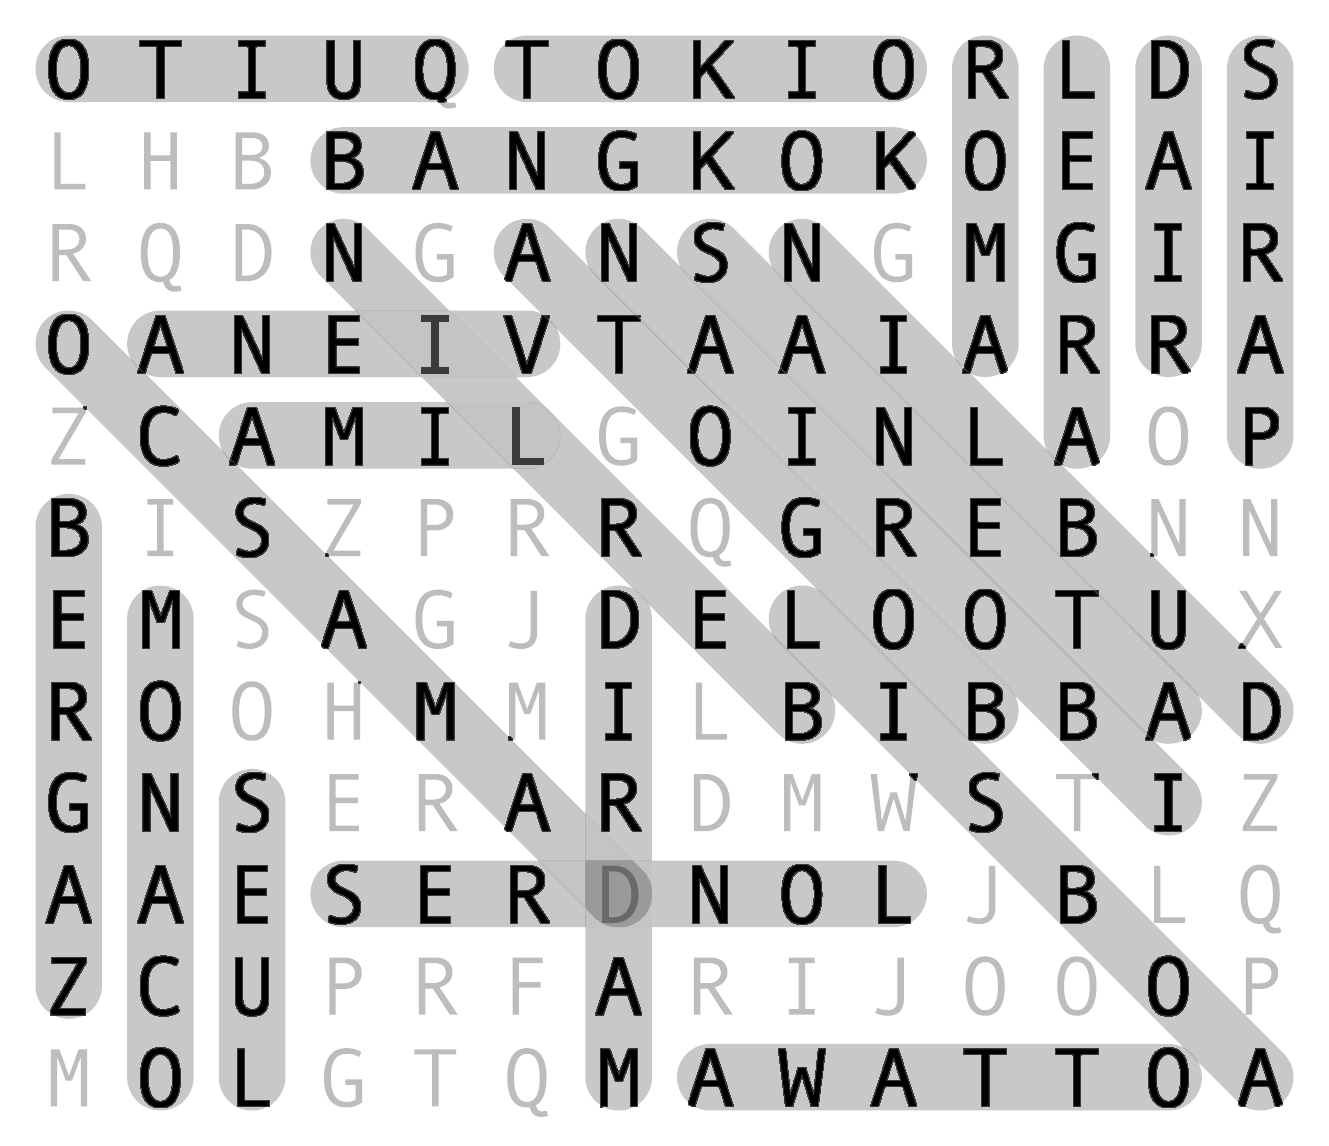 O T I U Q T O K I O R L D S
L H B B A N G K O K O E A I
R Q D N G A N S N G M G I R
O A N E I V T A A I A R R A
Z C A M I L G O I N L A O P
B I S Z P R R Q G R E B N N
E M S A G J D E L O O T U X
R O O H M M I L B I B B A D
G N S E R A R D M W S T I Z
A A E S E R D N O L J B L Q
Z C U P R F A R I J O O O P
M O L G T Q M A W A T T O A